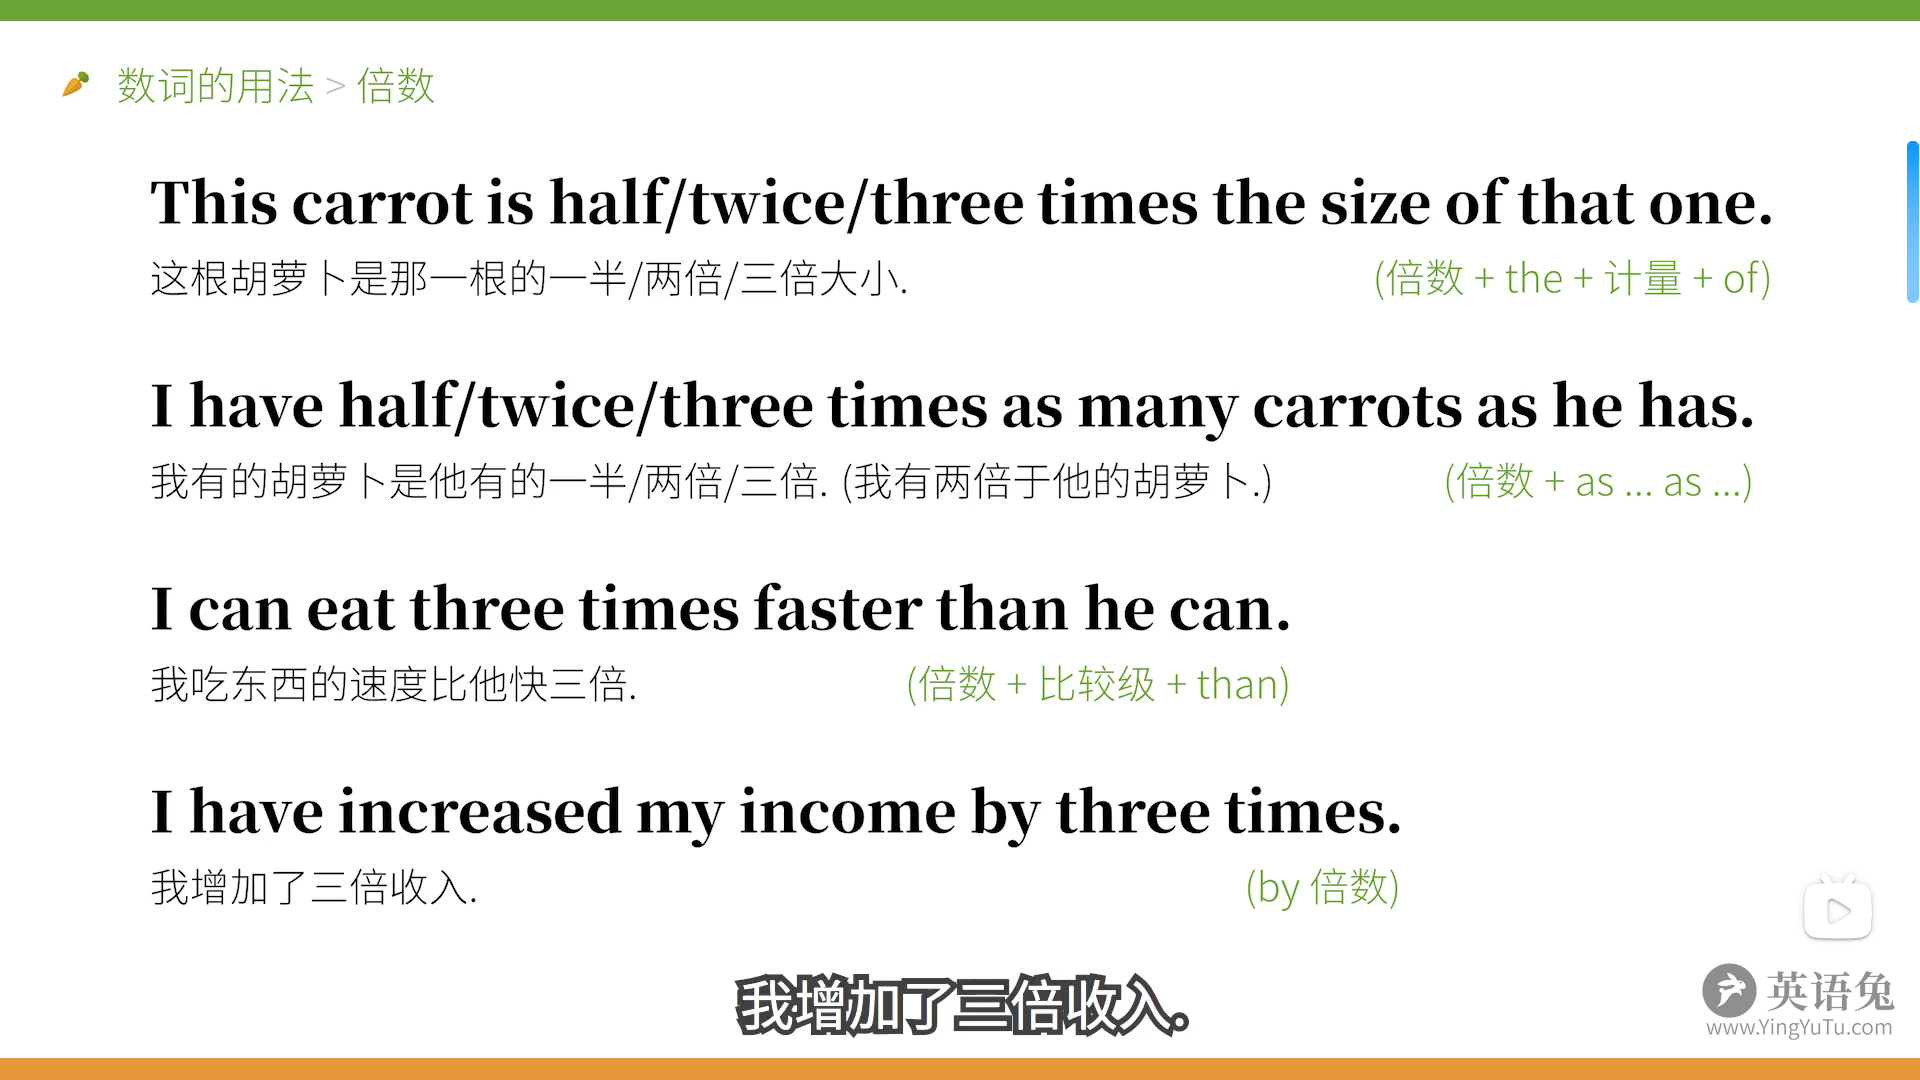 数词的用法 > 倍数
This carrot is half/twice/three times the size of that one.
这根胡萝卜是那一根的一半/两倍/三倍大小. (倍数 + the + 计量 + of)
I have half/twice/three times as many carrots as he has.
我有的胡萝卜是他有的一半/两倍/三倍. (我有两倍于他的胡萝卜.) (倍数 + as ... as ...)
I can eat three times faster than he can.
我吃东西的速度比他快三倍. (倍数 + 比较级 + than)
I have increased my income by three times.
我增加了三倍收入. (by 倍数)
我增加了三倍收入。
英语兔
www.YingYuTu.com